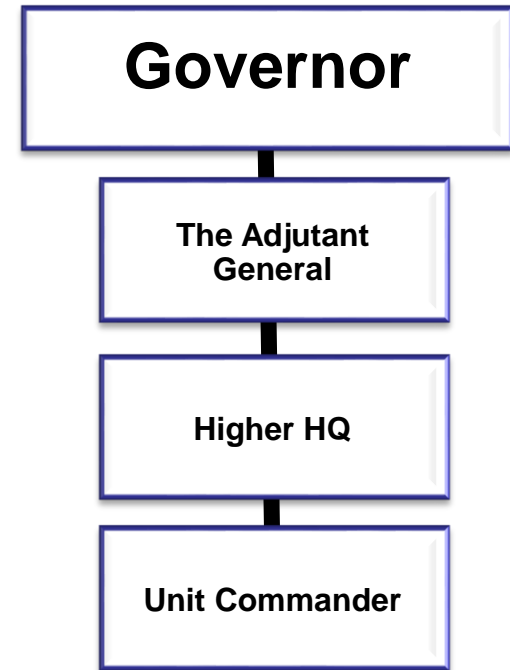 Governor
The Adjutant
General
Higher HQ
Unit Commander